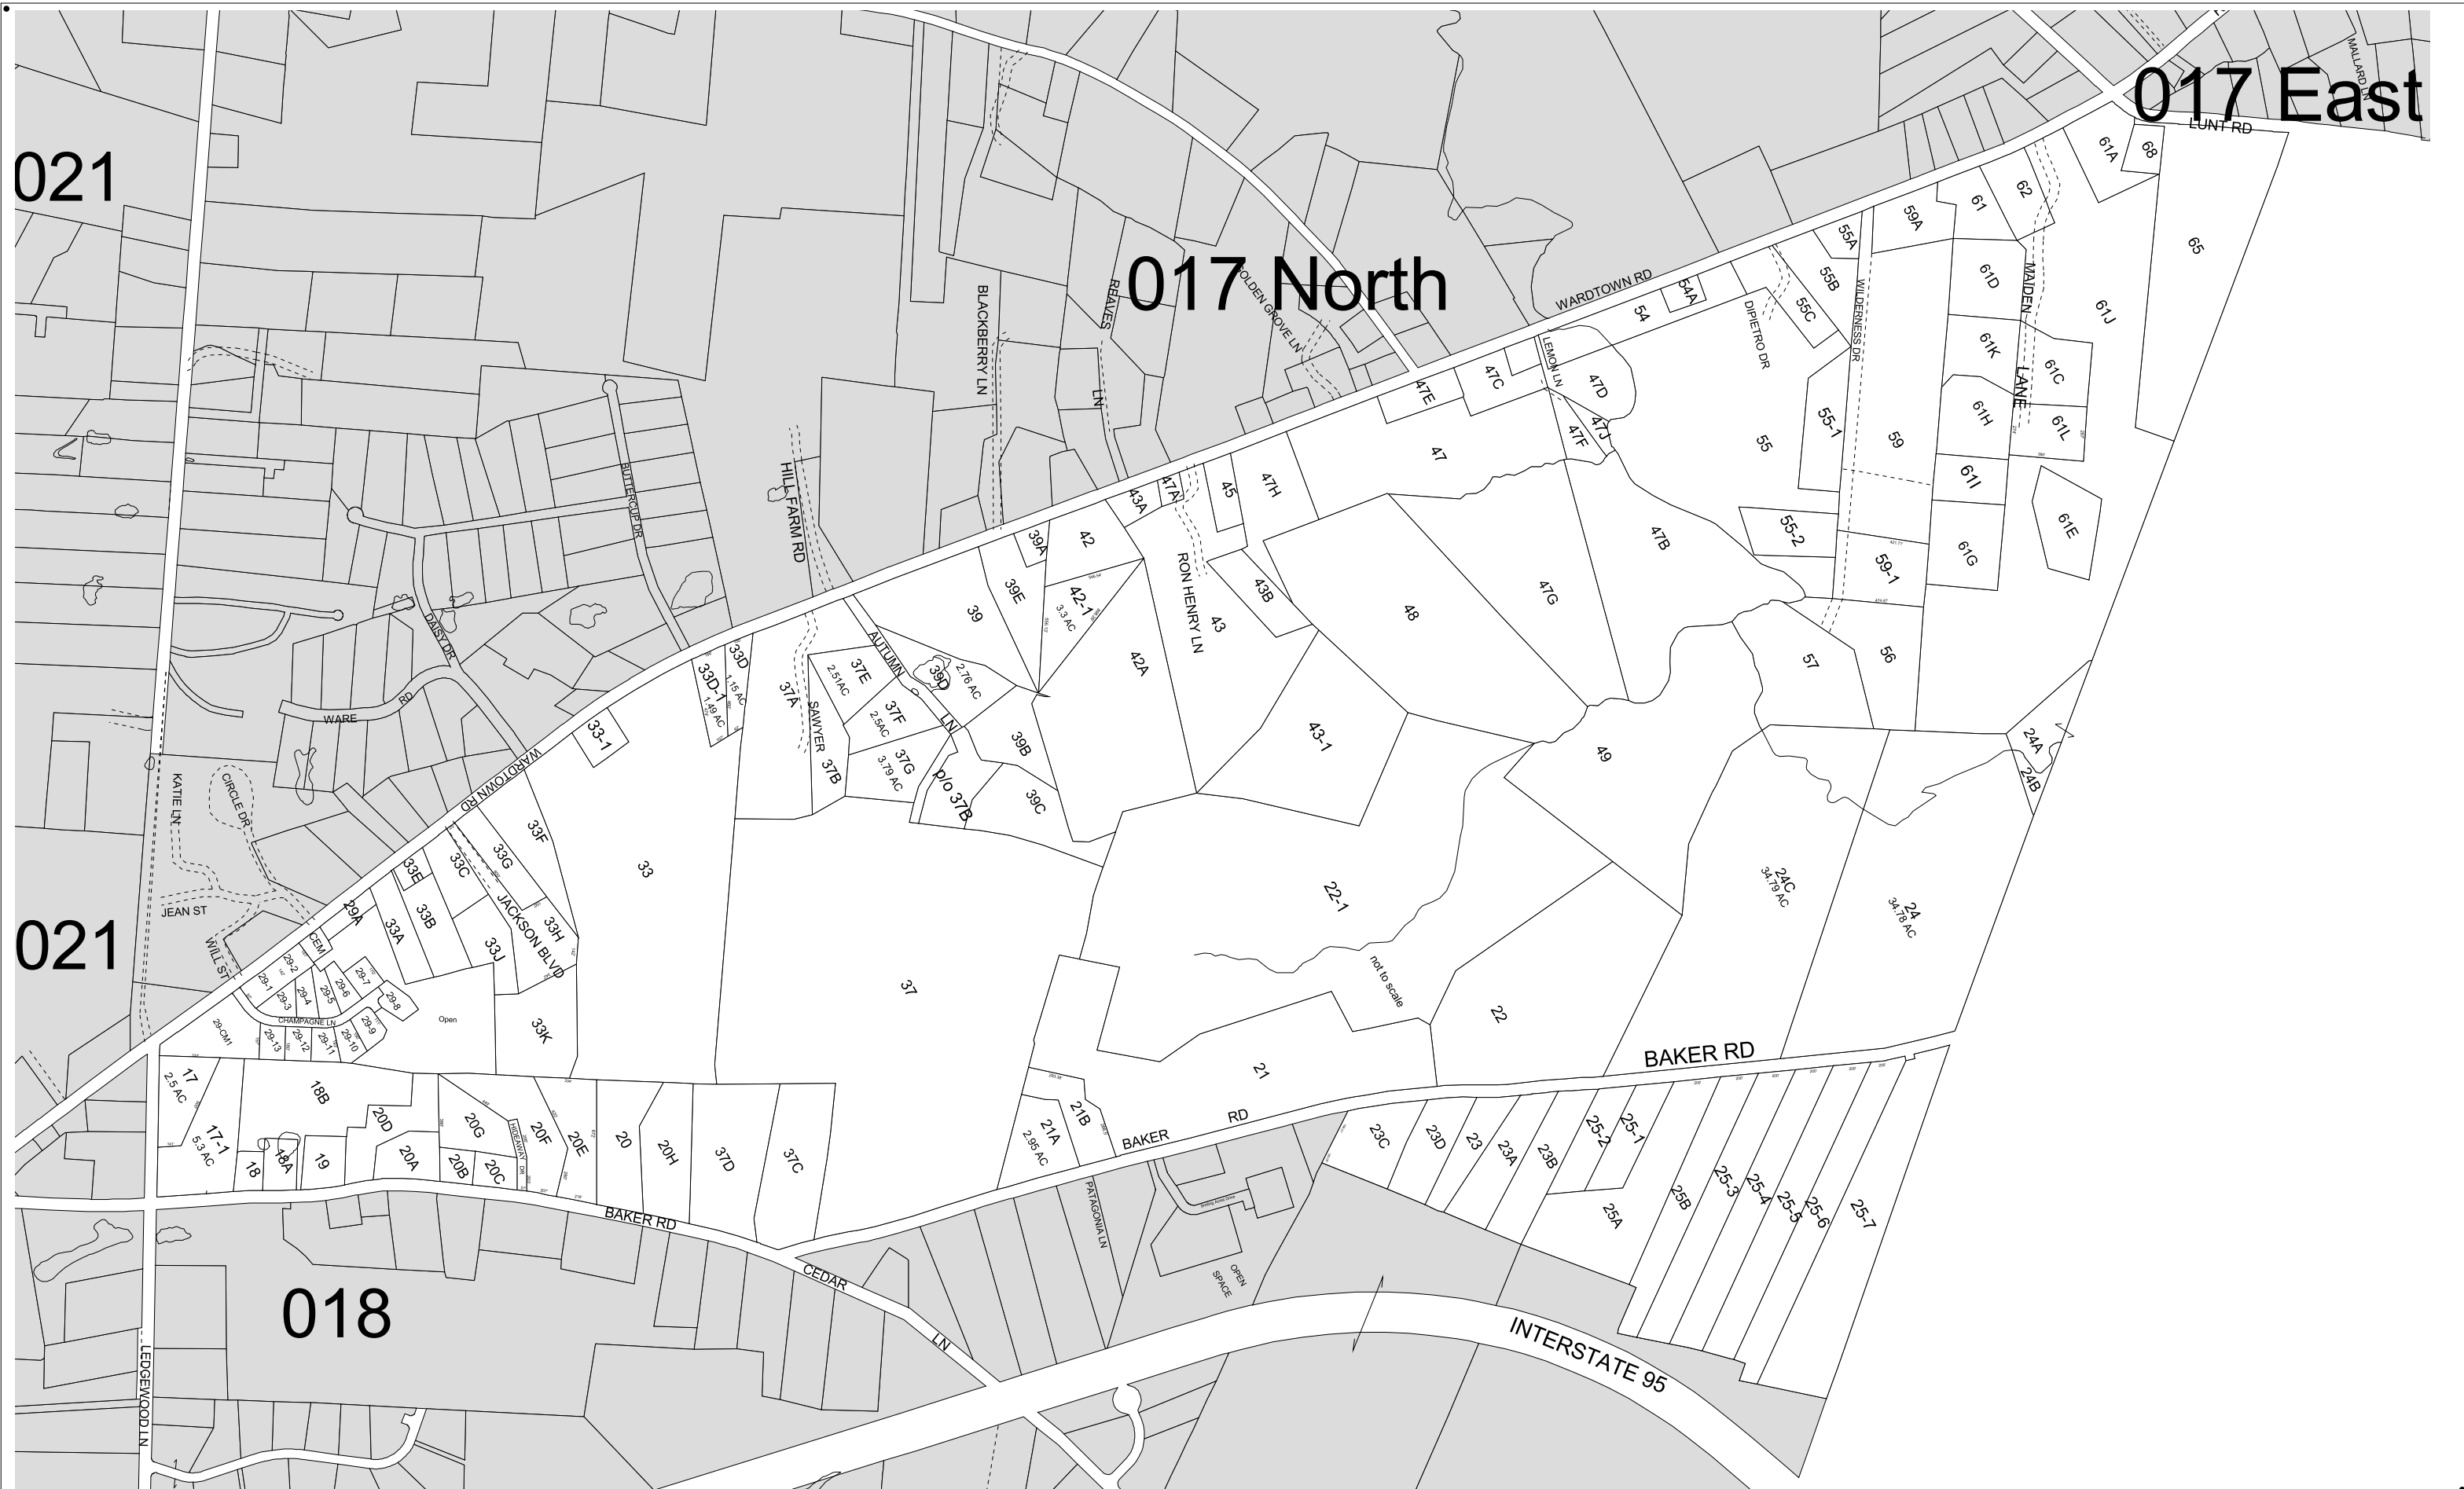 017 East
MALLARD LN
LUNT RD
021
017 North
WARDTOWN RD
61A
68
62
61
59A
65
55A
55B
55C
54A
54
DIPIETRO DR
WILDERNESS DR
61D
MAIDEN
LANE
61J
61K
61C
61H
61L
61I
61G
61E
GOLDEN GROVE LN
REAVES
LN
BLACKBERRY LN
LEMON LN
47D
47C
47E
47J
47F
47
55
55-1
59
55-2
59-1
421.77
424.97
47H
45
47A
43A
47B
47G
48
57
56
BUTTERCUP DR
HILL FARM RD
39A
42
39E
39
42-1
3.3 AC
RON HENRY LN
43B
43
42A
43-1
DAISY DR
WARE
RD
33D
1.15 AC
33D-1
1.49 AC
37A
SAWYER
37B
37E
2.51AC
37F
2.5AC
37G
3.79 AC
AUTUMN
LN
39D
2.76 AC
39B
39C
p/o 37B
33-1
49
24A
24B
KATIE LN
CIRCLE DR
WARDTOWN RD
33F
33G
33
33E
33C
33B
33A
29A
JACKSON BLVD
33H
33J
22-1
24C
34.79 AC
24
34.78 AC
021
JEAN ST
WILL ST
CEM
29-1
29-2
29-3
29-4
29-5
29-6
29-7
29-8
29-9
29-10
29-11
29-12
29-13
CHAMPAGNE LN
29-CM1
Open
33K
37
not to scale
22
21
BAKER RD
17
2.5 AC
17-1
5.3 AC
18B
18
18A
19
20D
20A
20G
20B
20C
HIDEAWAY DR
20F
20E
20
20H
37D
37C
21A
2.95 AC
21B
BAKER
RD
23C
23D
23
23A
23B
25-2
25-1
25A
25B
25-3
25-4
25-5
25-6
25-7
PATAGONIA LN
OPEN
SPACE
BAKER RD
CEDAR
LN
018
LEDGEWOOD LN
INTERSTATE 95